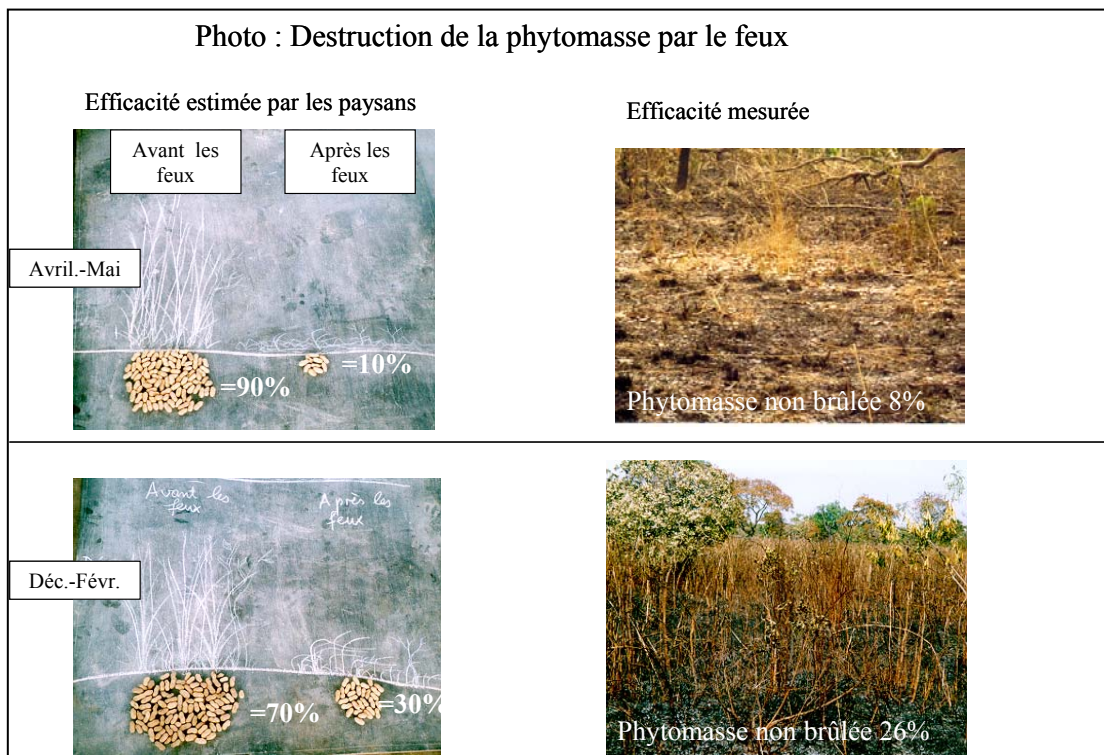 Photo : Destruction de la phytomasse par le feux
Efficacité estimée par les paysans
Efficacité mesurée
Avant les
feux
Après les
feux
Avril.-Mai
=90%
=10%
Phytomasse non brûlée 8%
Avant les
feux
Après les
feux
Déc.-Févr.
=70%
=30%
Phytomasse non brûlée 26%